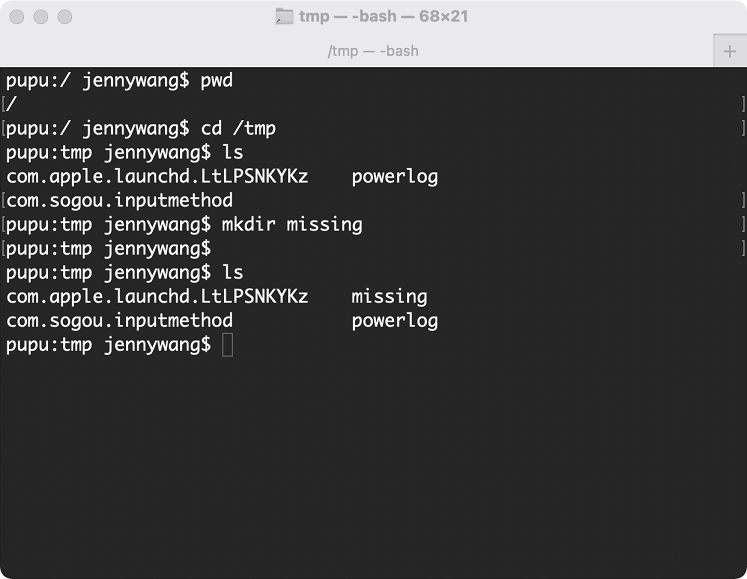 tmp — -bash — 68×21
/tmp — -bash
+
pupu:/ jennywang$ pwd
[/ ]
[pupu:/ jennywang$ cd /tmp ]
pupu:tmp jennywang$ ls
com.apple.launchd.LtLPSNKYKz    powerlog
[com.sogou.inputmethod ]
[pupu:tmp jennywang$ mkdir missing ]
[pupu:tmp jennywang$ ]
pupu:tmp jennywang$ ls
com.apple.launchd.LtLPSNKYKz    missing
com.sogou.inputmethod           powerlog
pupu:tmp jennywang$